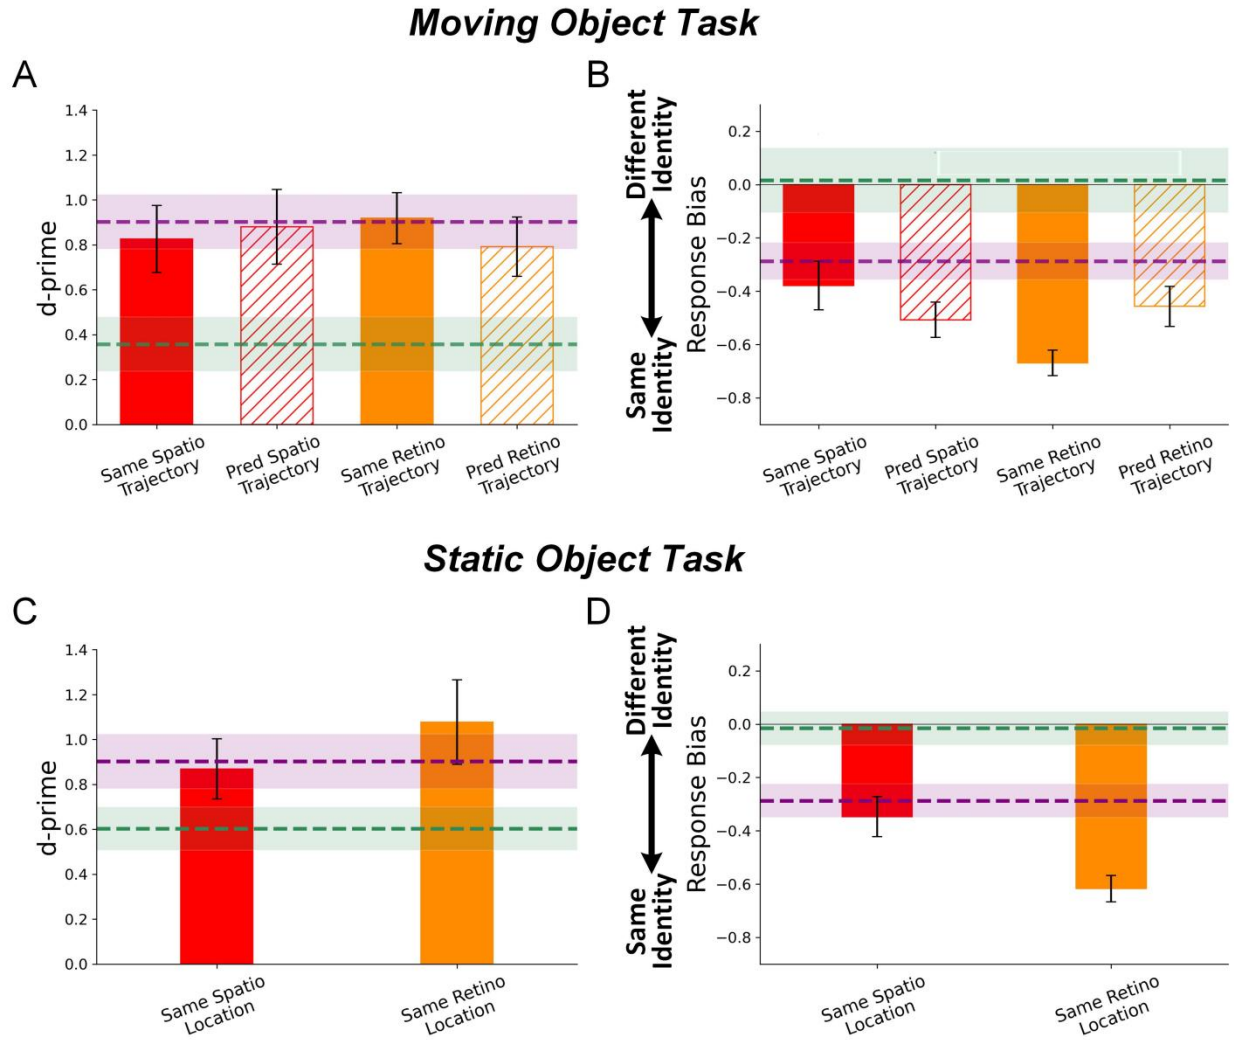 Moving Object Task
A
1.4
1.2
1.0
0.8
0.6
0.4
0.2
0.0
d-prime
Same Spatio
Trajectory
Pred Spatio
Trajectory
Same Retino
Trajectory
Pred Retino
Trajectory
B
Different
Identity
Same
Identity
Response Bias
0.2
0.0
−0.2
−0.4
−0.6
−0.8
Same Spatio
Trajectory
Pred Spatio
Trajectory
Same Retino
Trajectory
Pred Retino
Trajectory
Static Object Task
C
1.4
1.2
1.0
0.8
0.6
0.4
0.2
0.0
d-prime
Same Spatio
Location
Same Retino
Location
D
Different
Identity
Same
Identity
Response Bias
0.2
0.0
−0.2
−0.4
−0.6
−0.8
Same Spatio
Location
Same Retino
Location